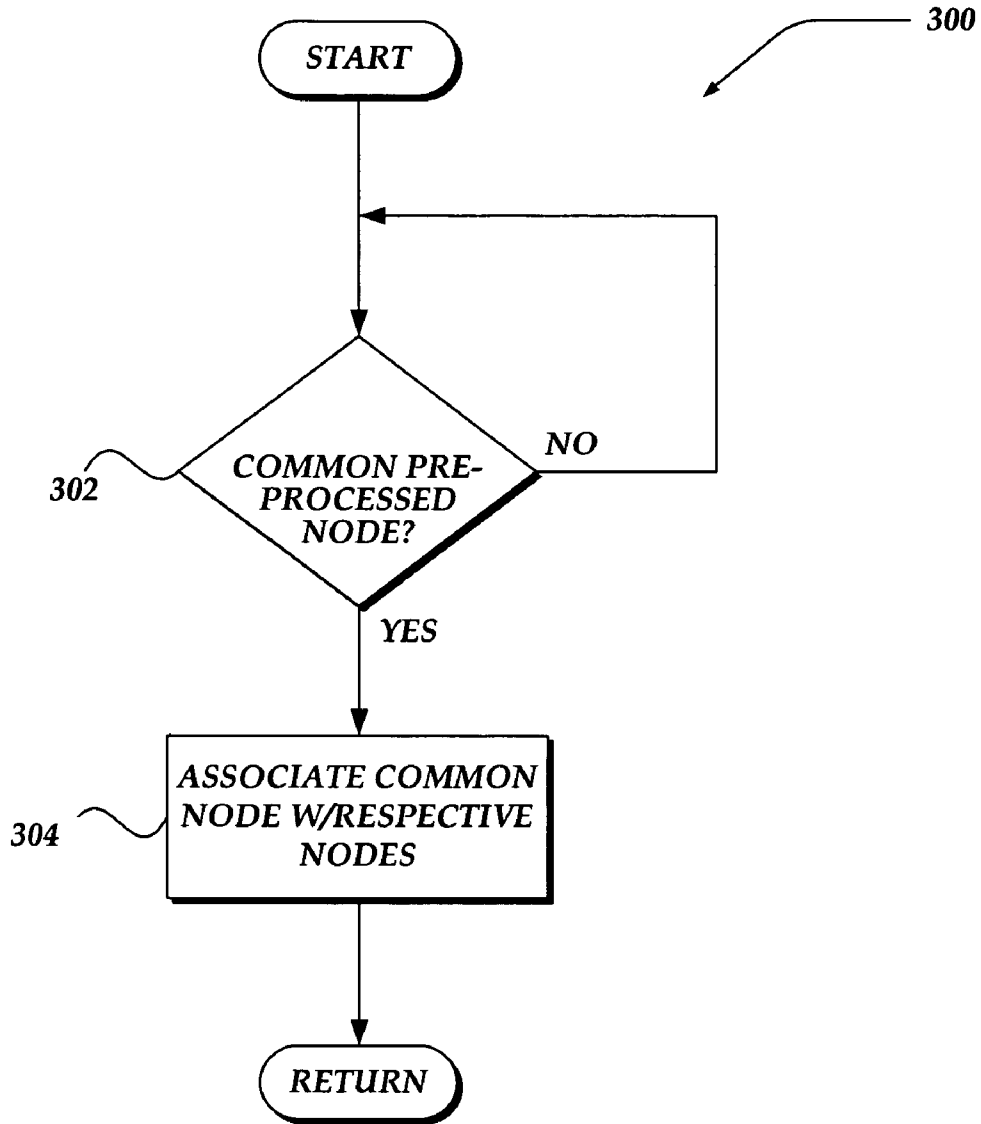 300
START
NO
302
COMMON PRE-
PROCESSED
NODE?
YES
304
ASSOCIATE COMMON
NODE W/RESPECTIVE
NODES
RETURN